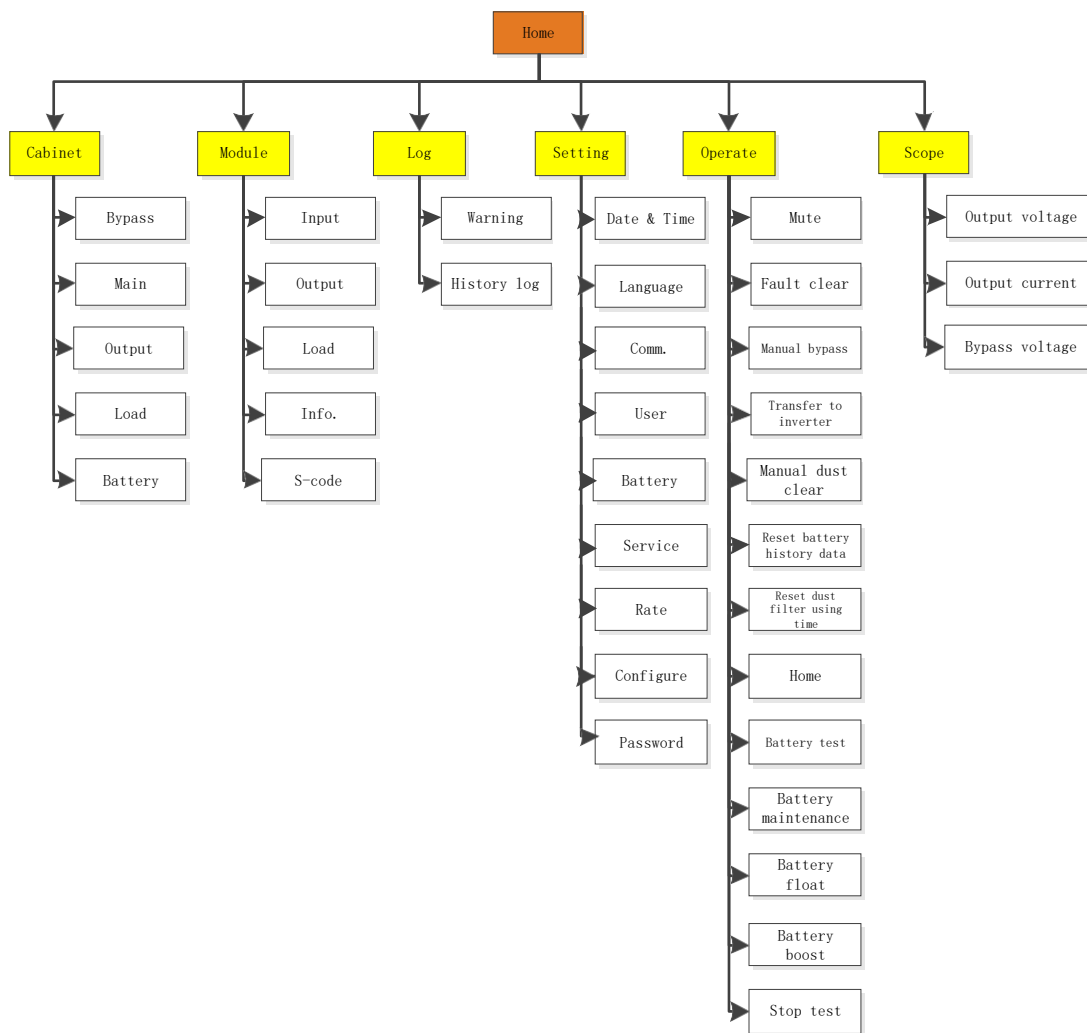 Home
Cabinet
Module
Log
Setting
Operate
Scope
Bypass
Main
Output
Load
Battery
Input
Output
Load
Info.
S-code
Warning
History log
Date & Time
Language
Comm.
User
Battery
Service
Rate
Configure
Password
Mute
Fault clear
Manual bypass
Transfer to
inverter
Manual dust
clear
Reset battery
history data
Reset dust
filter using
time
Home
Battery test
Battery
maintenance
Battery
float
Battery
boost
Stop test
Output voltage
Output current
Bypass voltage